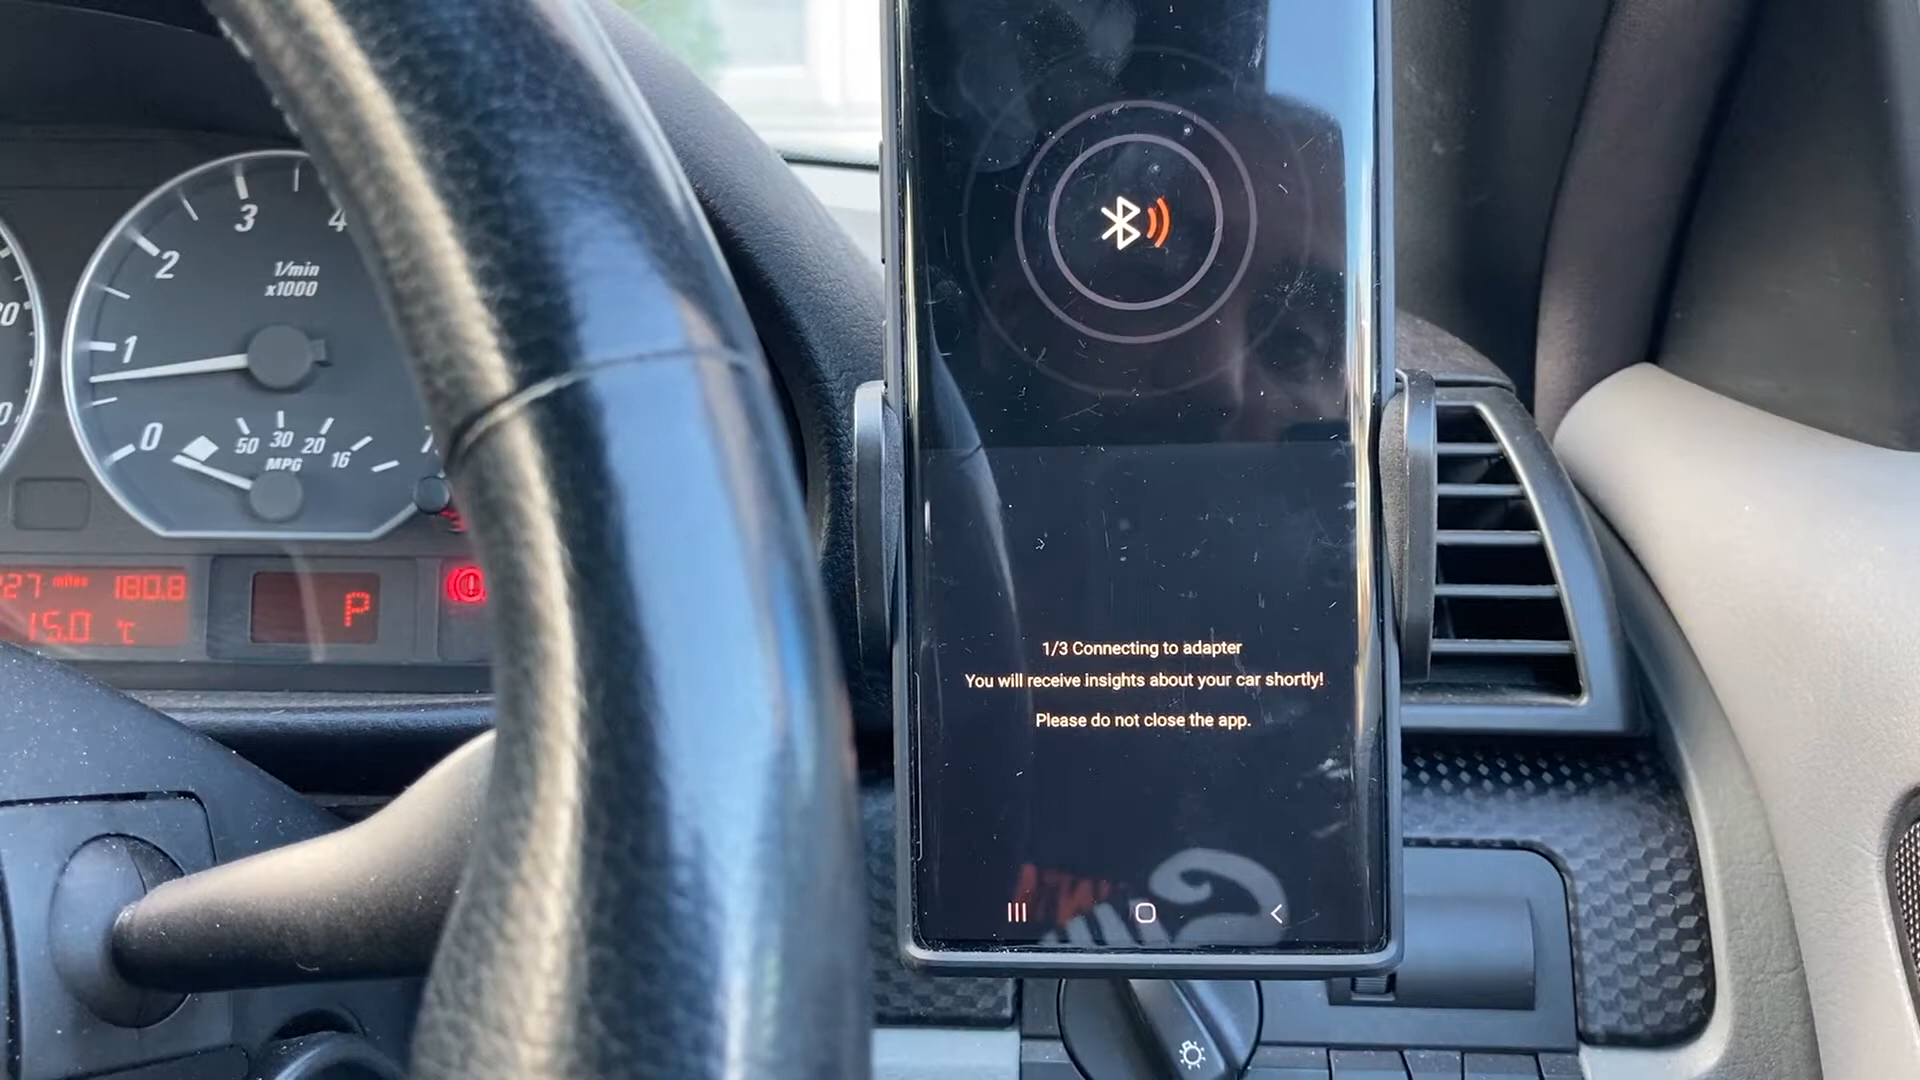 3
4
2
1/min
x1000
1
0
50
30
20
16
MPG
miles
180.8
15.0 °C
P
1/3 Connecting to adapter
You will receive insights about your car shortly!
Please do not close the app.